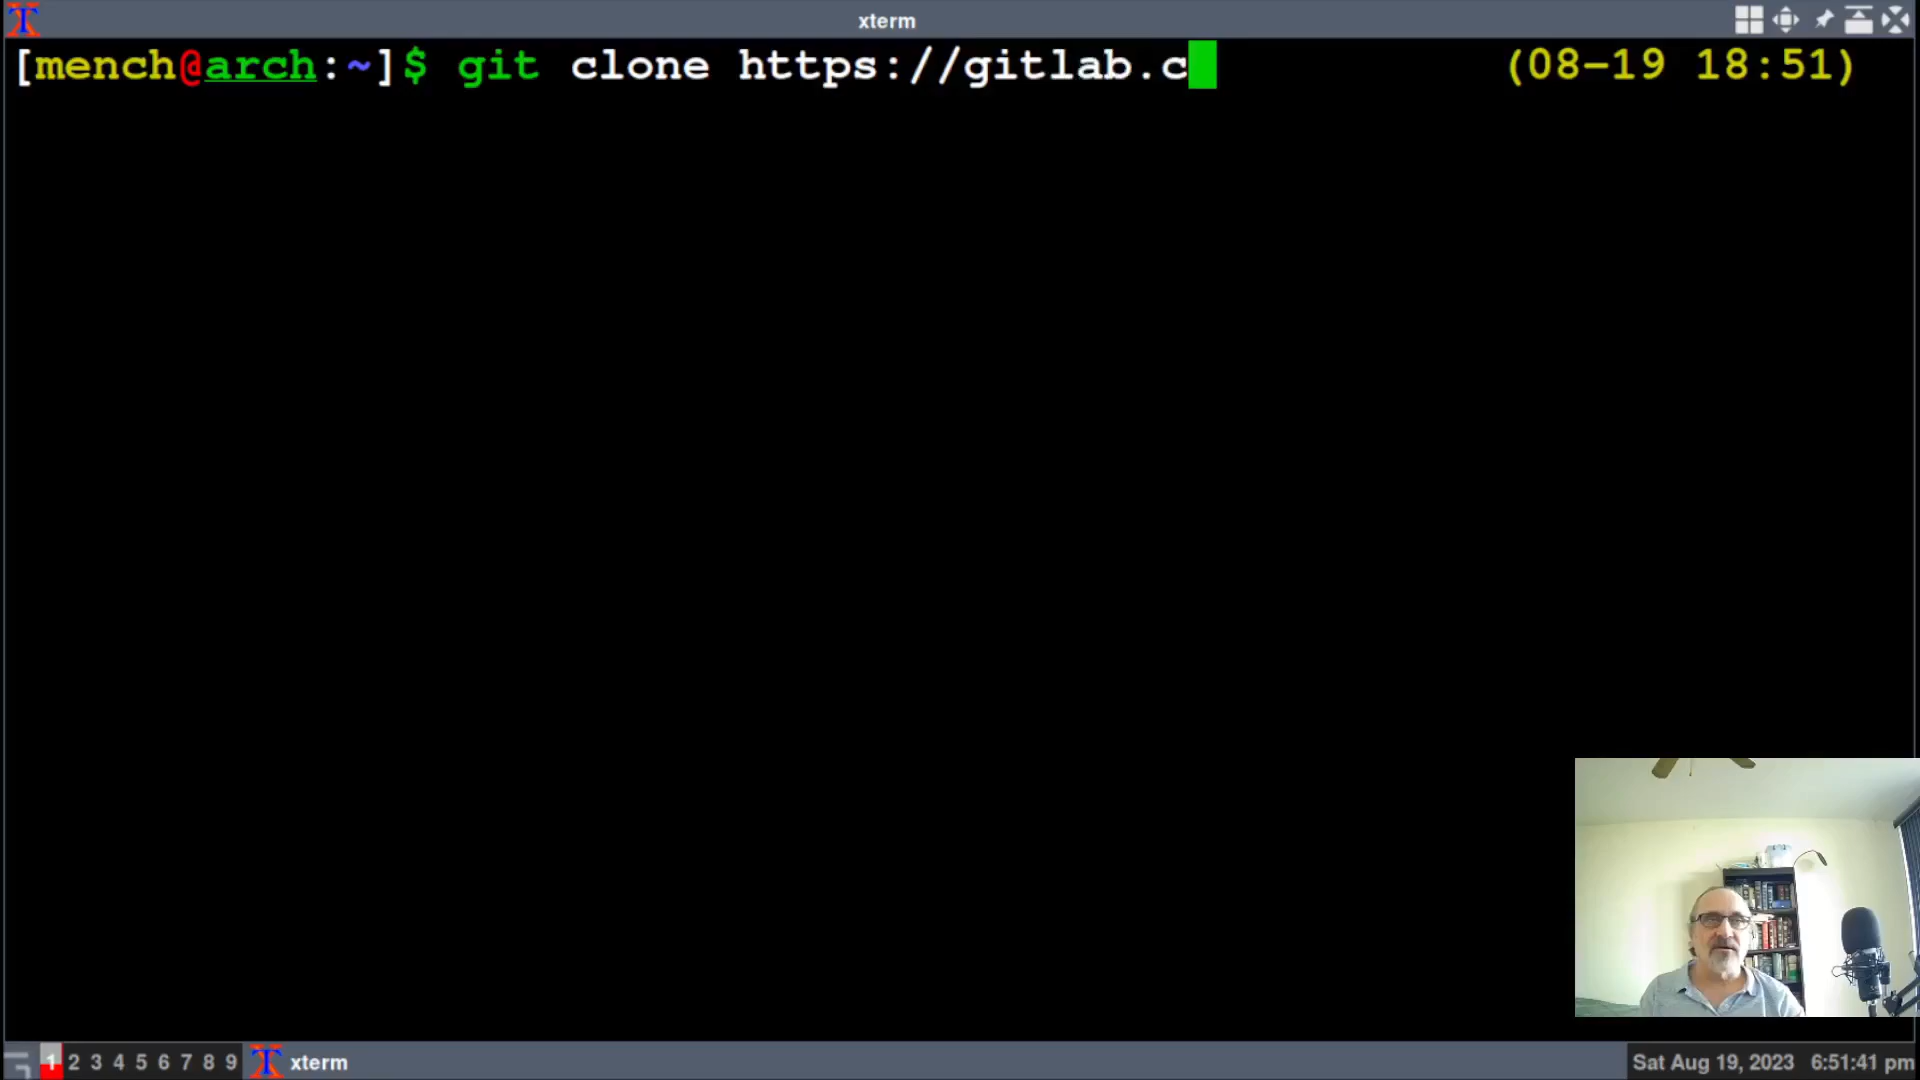 xterm
[mench@arch:~]$ git clone https://gitlab.c (08-19 18:51)
1 2 3 4 5 6 7 8 9 xterm Sat Aug 19, 2023 6:51:41 pm